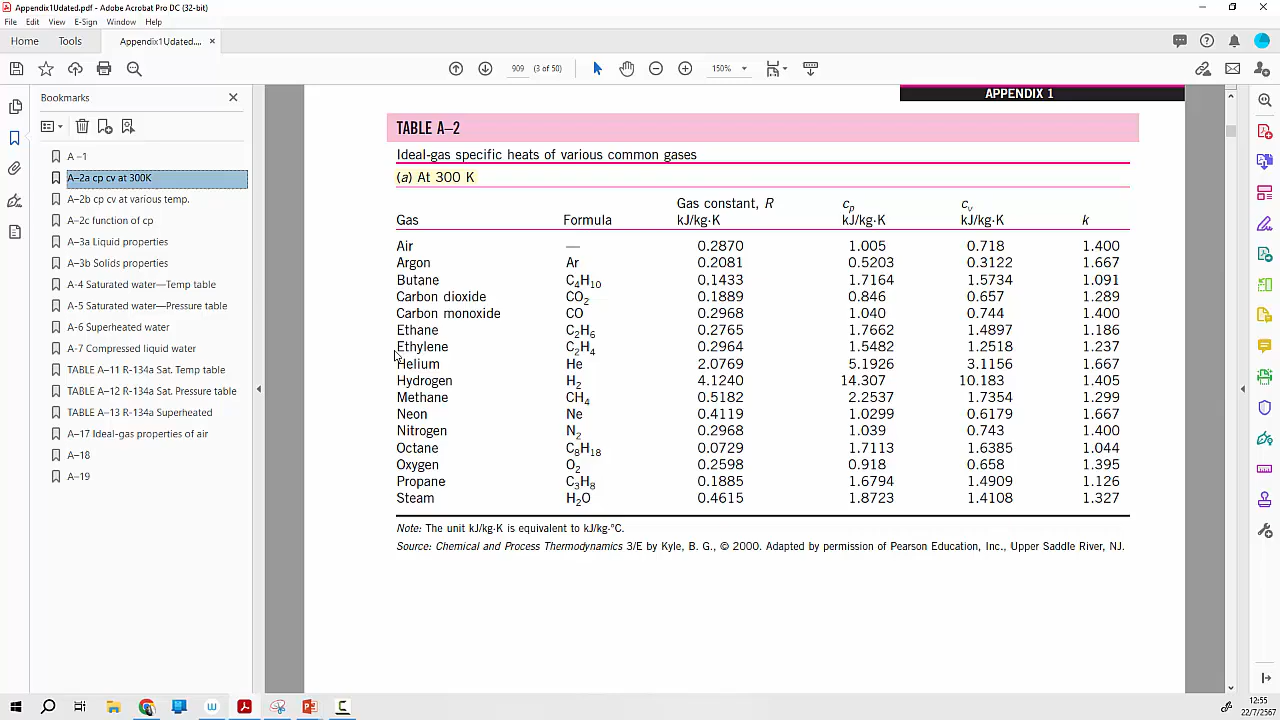 Appendix1Udated.pdf - Adobe Acrobat Pro DC (32-bit)
File Edit View E-Sign Window Help
Home Tools Appendix1Udated.... ×
909 (3 of 50) 150%
Bookmarks
A –1
A–2a cp cv at 300K
A–2b cp cv at various temp.
A–2c function of cp
A–3a Liquid properties
A–3b Solids properties
A-4 Saturated water—Temp table
A–5 Saturated water—Pressure table
A-6 Superheated water
A-7 Compressed liquid water
TABLE A–11 R-134a Sat. Temp table
TABLE A–12 R-134a Sat. Pressure table
TABLE A–13 R-134a Superheated
A–17 Ideal-gas properties of air
A–18
A–19
APPENDIX 1
TABLE A–2
Ideal-gas specific heats of various common gases
(a) At 300 K
Gas constant, R cp cv
Gas Formula kJ/kg·K kJ/kg·K kJ/kg·K k
Air — 0.2870 1.005 0.718 1.400
Argon Ar 0.2081 0.5203 0.3122 1.667
Butane C4H10 0.1433 1.7164 1.5734 1.091
Carbon dioxide CO2 0.1889 0.846 0.657 1.289
Carbon monoxide CO 0.2968 1.040 0.744 1.400
Ethane C2H6 0.2765 1.7662 1.4897 1.186
Ethylene C2H4 0.2964 1.5482 1.2518 1.237
Helium He 2.0769 5.1926 3.1156 1.667
Hydrogen H2 4.1240 14.307 10.183 1.405
Methane CH4 0.5182 2.2537 1.7354 1.299
Neon Ne 0.4119 1.0299 0.6179 1.667
Nitrogen N2 0.2968 1.039 0.743 1.400
Octane C8H18 0.0729 1.7113 1.6385 1.044
Oxygen O2 0.2598 0.918 0.658 1.395
Propane C3H8 0.1885 1.6794 1.4909 1.126
Steam H2O 0.4615 1.8723 1.4108 1.327
Note: The unit kJ/kg·K is equivalent to kJ/kg·°C.
Source: Chemical and Process Thermodynamics 3/E by Kyle, B. G., © 2000. Adapted by permission of Pearson Education, Inc., Upper Saddle River, NJ.
12:55
22/7/2567